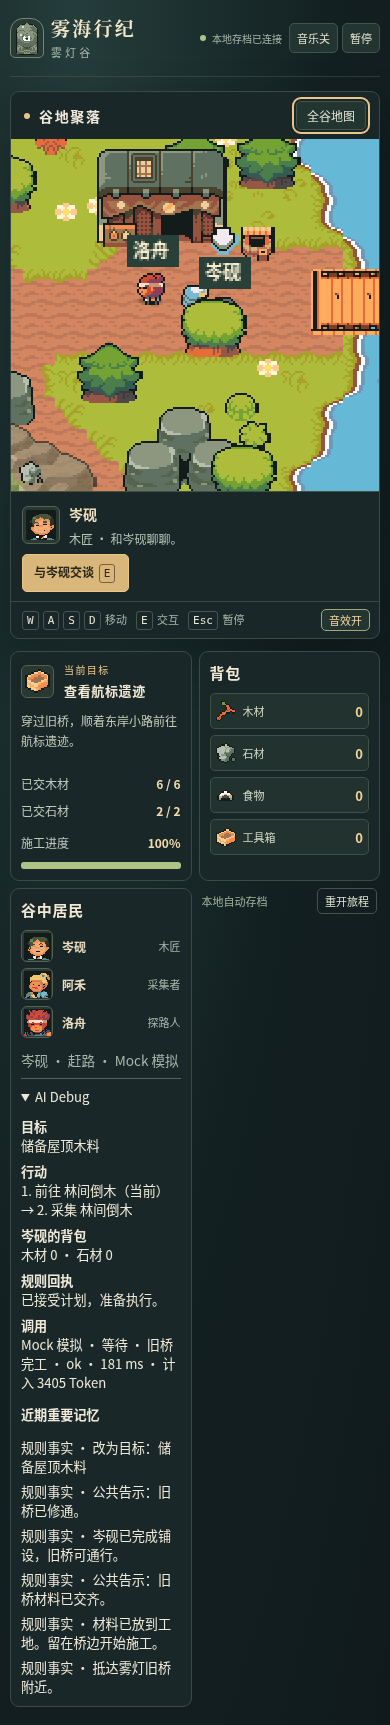 雾海行纪
雾灯谷
本地存档已连接
音乐关
暂停
谷地聚落
全谷地图
洛舟
岑砚
岑砚
木匠 · 和岑砚聊聊。
与岑砚交谈 E
W A S D 移动 E 交互 Esc 暂停
音效开
当前目标
查看航标遗迹
穿过旧桥，顺着东岸小路前往
航标遗迹。
已交木材 6 / 6
已交石材 2 / 2
施工进度 100%
背包
木材 0
石材 0
食物 0
工具箱 0
谷中居民
岑砚 木匠
阿禾 采集者
洛舟 探路人
岑砚 · 赶路 · Mock 模拟
▼ AI Debug
目标
储备屋顶木料
行动
1. 前往 林间倒木（当前）
→ 2. 采集 林间倒木
岑砚的背包
木材 0 · 石材 0
规则回执
已接受计划，准备执行。
调用
Mock 模拟 · 等待 · 旧桥
完工 · ok · 181 ms · 计
入 3405 Token
近期重要记忆
规则事实 · 改为目标：储
备屋顶木料
规则事实 · 公共告示：旧
桥已修通。
规则事实 · 岑砚已完成铺
设，旧桥可通行。
规则事实 · 公共告示：旧
桥材料已交齐。
规则事实 · 材料已放到工
地。留在桥边开始施工。
规则事实 · 抵达雾灯旧桥
附近。
本地自动存档
重开旅程